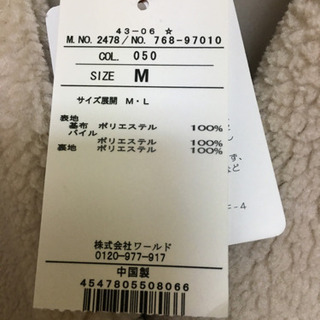 43-06 ☆
M.NO. 2478/NO. 768-97010
COL. 050
SIZE M
サイズ展開 M・L
表地
基布 ポリエステル 100%
パイル
ポリエステル 100%
裏地 ポリエステル 100%
株式会社ワールド
0120-977-917
中国製
4547805508066